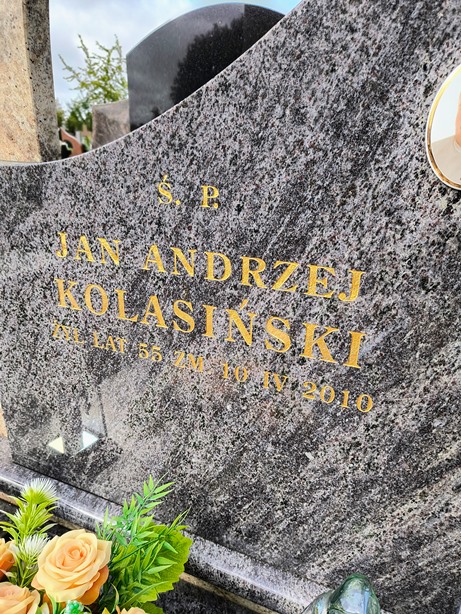 Ś. P.
JAN ANDRZEJ
KOLASIŃSKI
ŻYŁ LAT 55 ZM 10 IV 2010